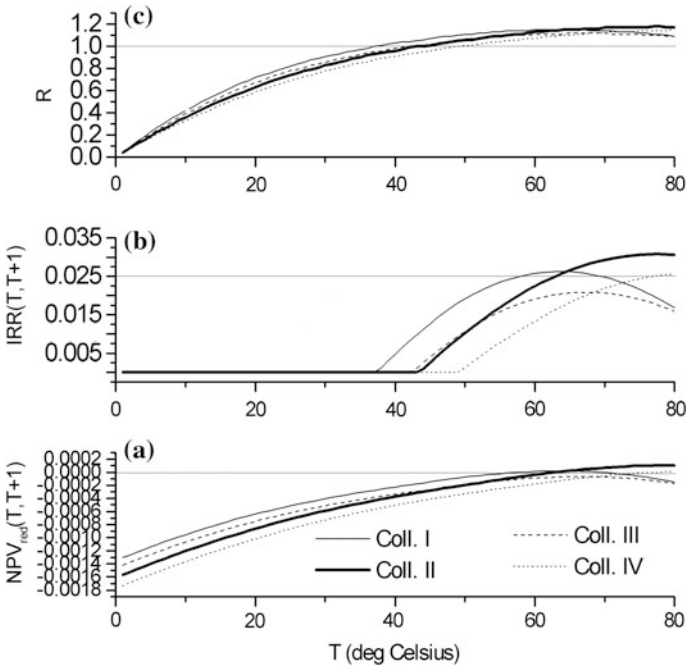 (c)
1.2
1.0
0.8
0.6
0.4
0.2
0.0
R
0 20 40 60 80
(b)
0.035
0.025
0.015
0.005
IRR(T,T+1)
0 20 40 60 80
(a)
0.0002
0.0000
-0.0002
-0.0004
-0.0006
-0.0008
-0.0010
-0.0012
-0.0014
-0.0016
-0.0018
NPVred(T,T+1)
Coll. I
Coll. II
Coll. III
Coll. IV
0 20 40 60 80
T (deg Celsius)